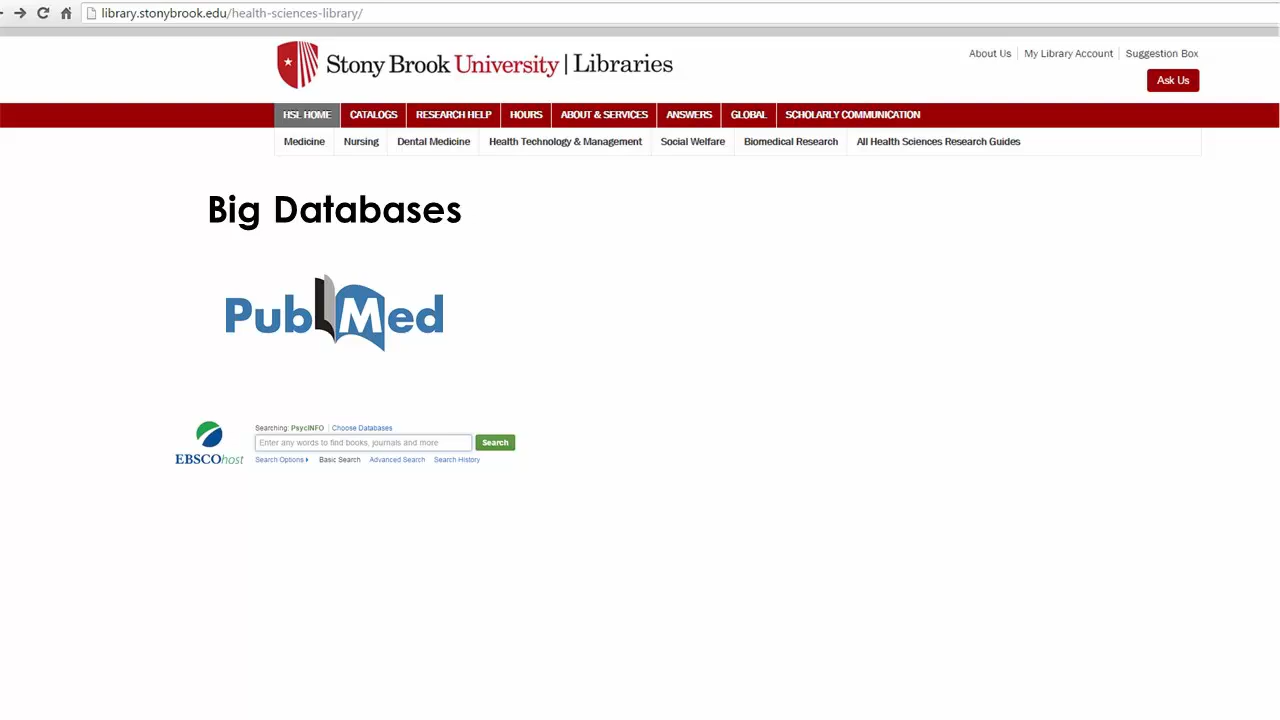 library.stonybrook.edu/health-sciences-library/
Stony Brook University | Libraries
About Us | My Library Account | Suggestion Box
Ask Us
HSL HOME CATALOGS RESEARCH HELP HOURS ABOUT & SERVICES ANSWERS GLOBAL SCHOLARLY COMMUNICATION
Medicine Nursing Dental Medicine Health Technology & Management Social Welfare Biomedical Research All Health Sciences Research Guides
Big Databases
PubMed
EBSCOhost
Searching: PsycINFO | Choose Databases
Enter any words to find books, journals and more Search
Search Options Basic Search Advanced Search Search History